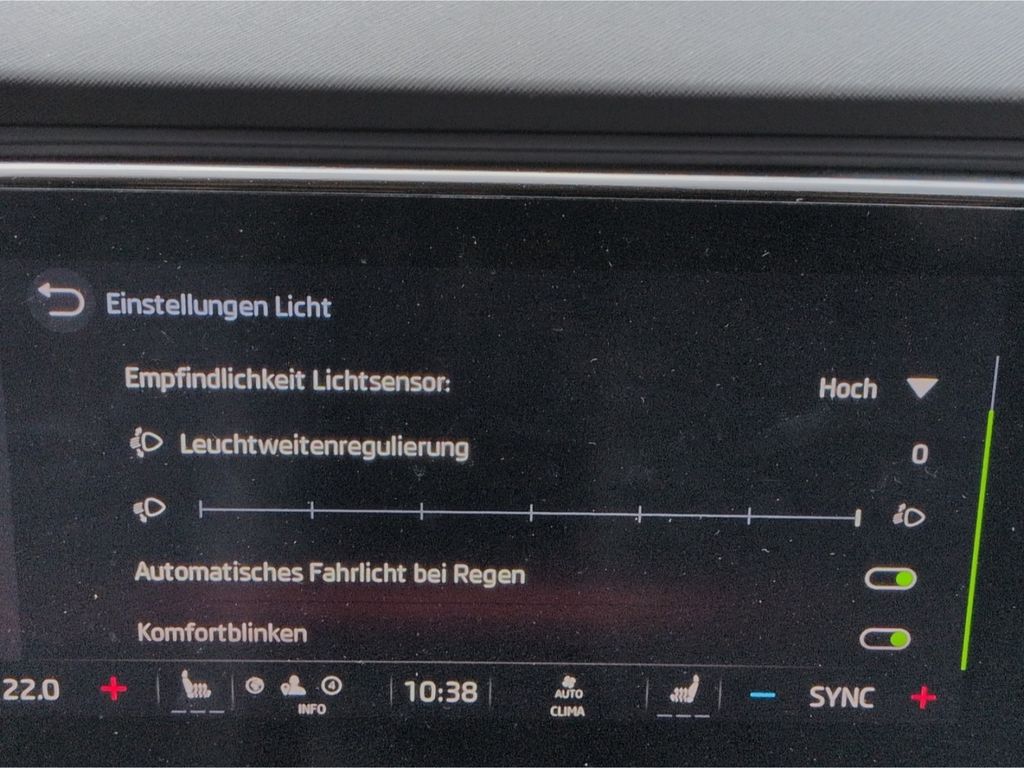 Einstellungen Licht
Empfindlichkeit Lichtsensor: Hoch
Leuchtweitenregulierung 0
Automatisches Fahrlicht bei Regen
Komfortblinken
22.0 + 4 INFO 10:38 AUTO CLIMA − SYNC +